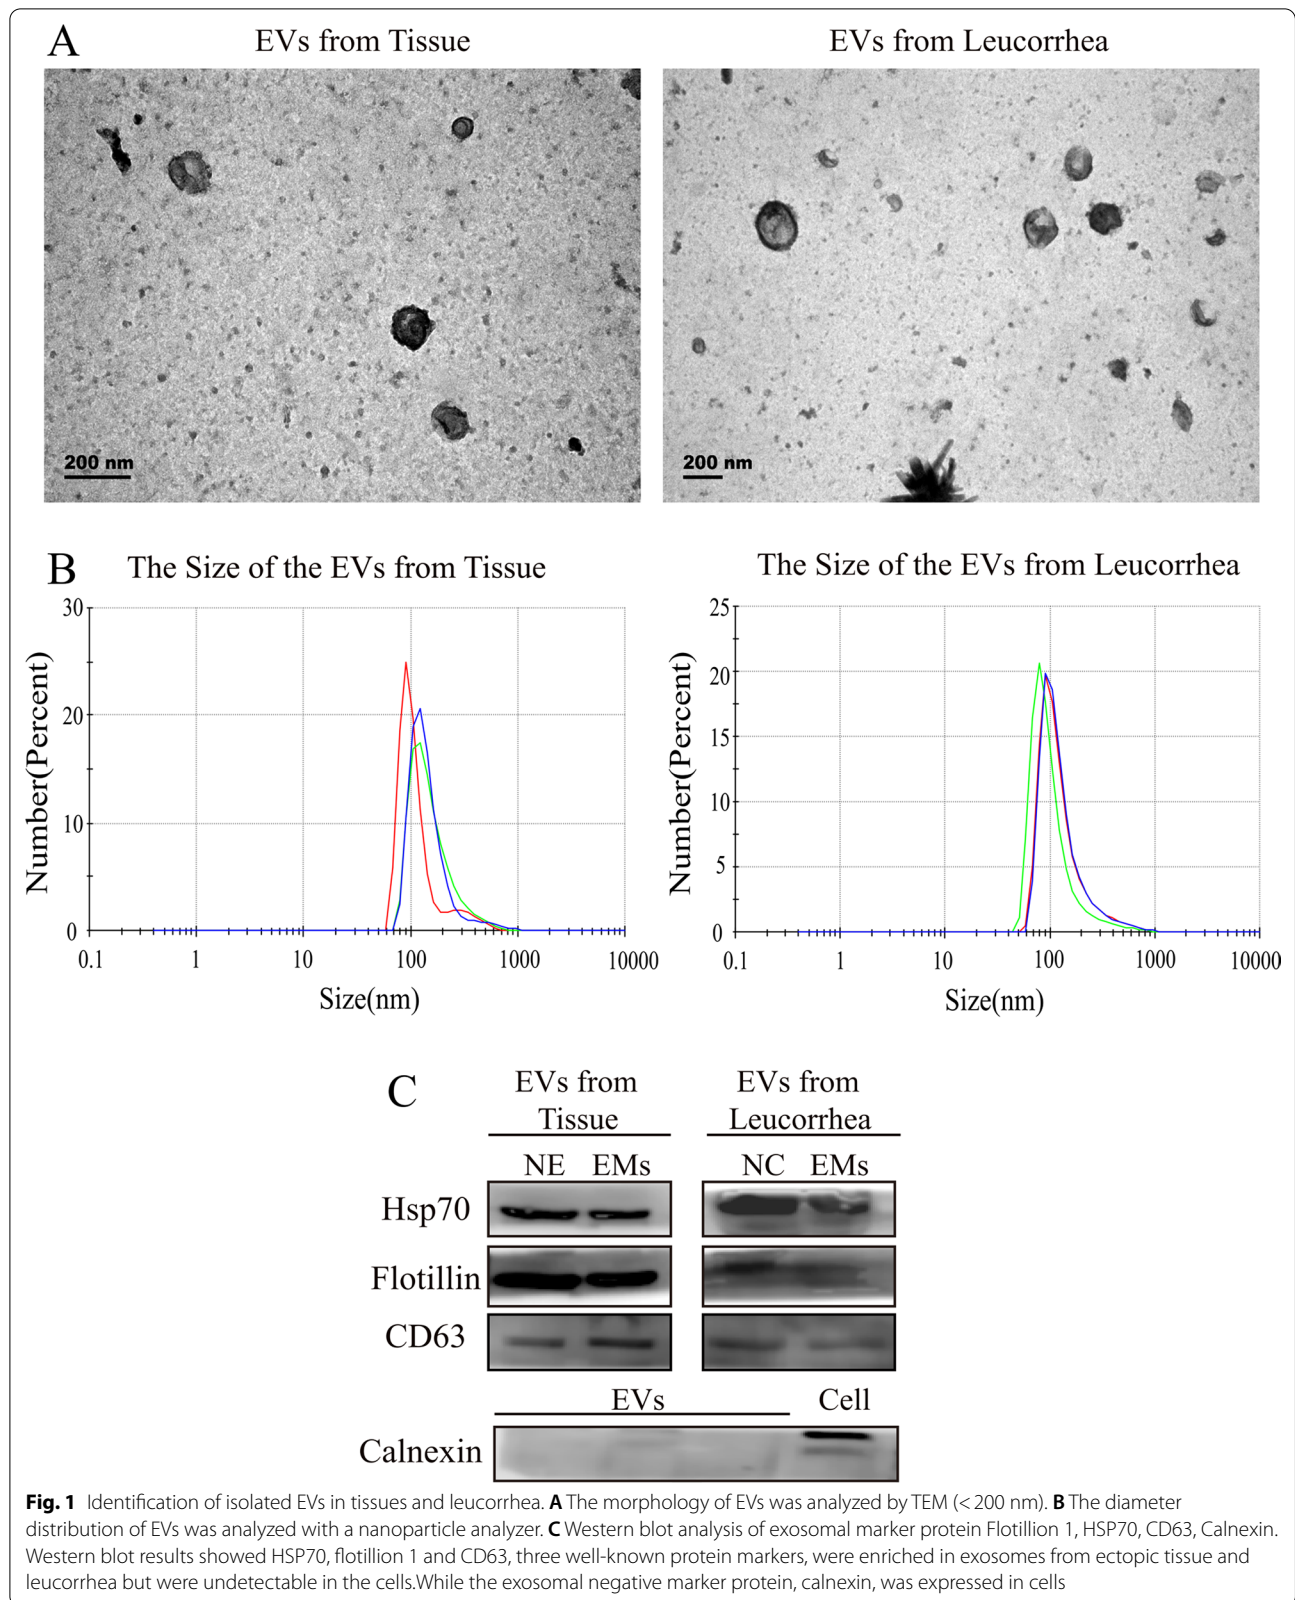 A
EVs from Tissue
EVs from Leucorrhea
200 nm
200 nm
B
The Size of the EVs from Tissue
Number(Percent)
30
20
10
0
0.1 1 10 100 1000 10000
Size(nm)
The Size of the EVs from Leucorrhea
Number(Percent)
25
20
15
10
5
0
0.1 1 10 100 1000 10000
Size(nm)
C
EVs from
Tissue
EVs from
Leucorrhea
NE EMs
NC EMs
Hsp70
Flotillin
CD63
EVs Cell
Calnexin
Fig. 1 Identification of isolated EVs in tissues and leucorrhea. A The morphology of EVs was analyzed by TEM (< 200 nm). B The diameter
distribution of EVs was analyzed with a nanoparticle analyzer. C Western blot analysis of exosomal marker protein Flotillion 1, HSP70, CD63, Calnexin.
Western blot results showed HSP70, flotillion 1 and CD63, three well-known protein markers, were enriched in exosomes from ectopic tissue and
leucorrhea but were undetectable in the cells.While the exosomal negative marker protein, calnexin, was expressed in cells